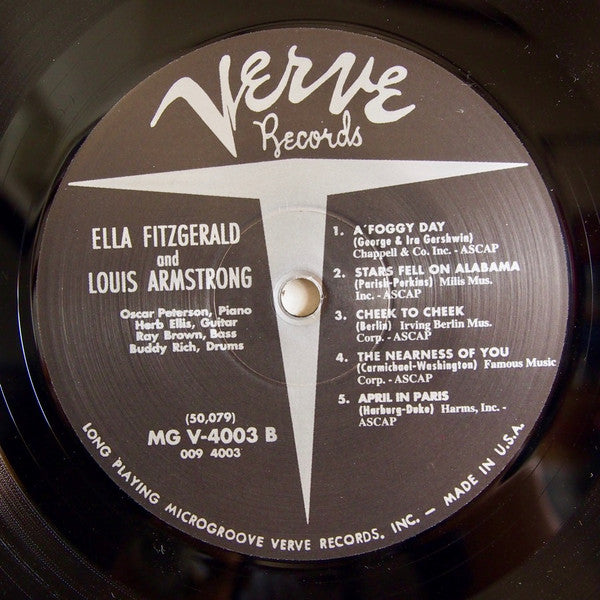 Verve
Records
ELLA FITZGERALD
and
LOUIS ARMSTRONG
Oscar Peterson, Piano
Herb Ellis, Guitar
Ray Brown, Bass
Buddy Rich, Drums
(50,079)
MG V-4003 B
009 4003
1. A'FOGGY DAY
(George & Ira Gershwin)
Chappell & Co. Inc. - ASCAP
2. STARS FELL ON ALABAMA
(Parish-Perkins) Mills Mus.
Inc. - ASCAP
3. CHEEK TO CHEEK
(Berlin) Irving Berlin Mus.
Corp. - ASCAP
4. THE NEARNESS OF YOU
(Carmichael-Washington) Famous Music
Corp. - ASCAP
5. APRIL IN PARIS
(Harburg-Duke) Harms, Inc. -
ASCAP
LONG PLAYING MICROGROOVE VERVE RECORDS, INC. - MADE IN U.S.A.